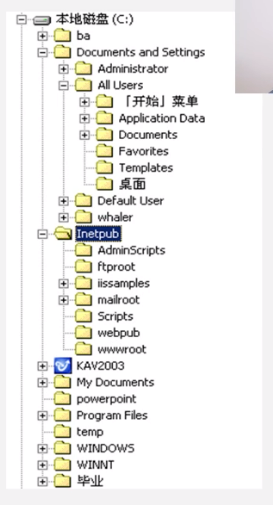 本地磁盘 (C:)
ba
Documents and Settings
Administrator
All Users
「开始」菜单
Application Data
Documents
Favorites
Templates
桌面
Default User
whaler
Inetpub
AdminScripts
ftproot
iissamples
mailroot
Scripts
webpub
wwwroot
KAV2003
My Documents
powerpoint
Program Files
temp
WINDOWS
WINNT
毕业